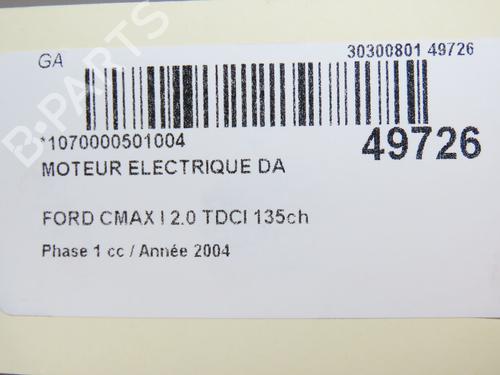 GA
30300801 49726
B-PARTS
*1070000501004
49726
MOTEUR ELECTRIQUE DA
FORD CMAX I 2.0 TDCI 135ch
Phase 1 cc / Année 2004